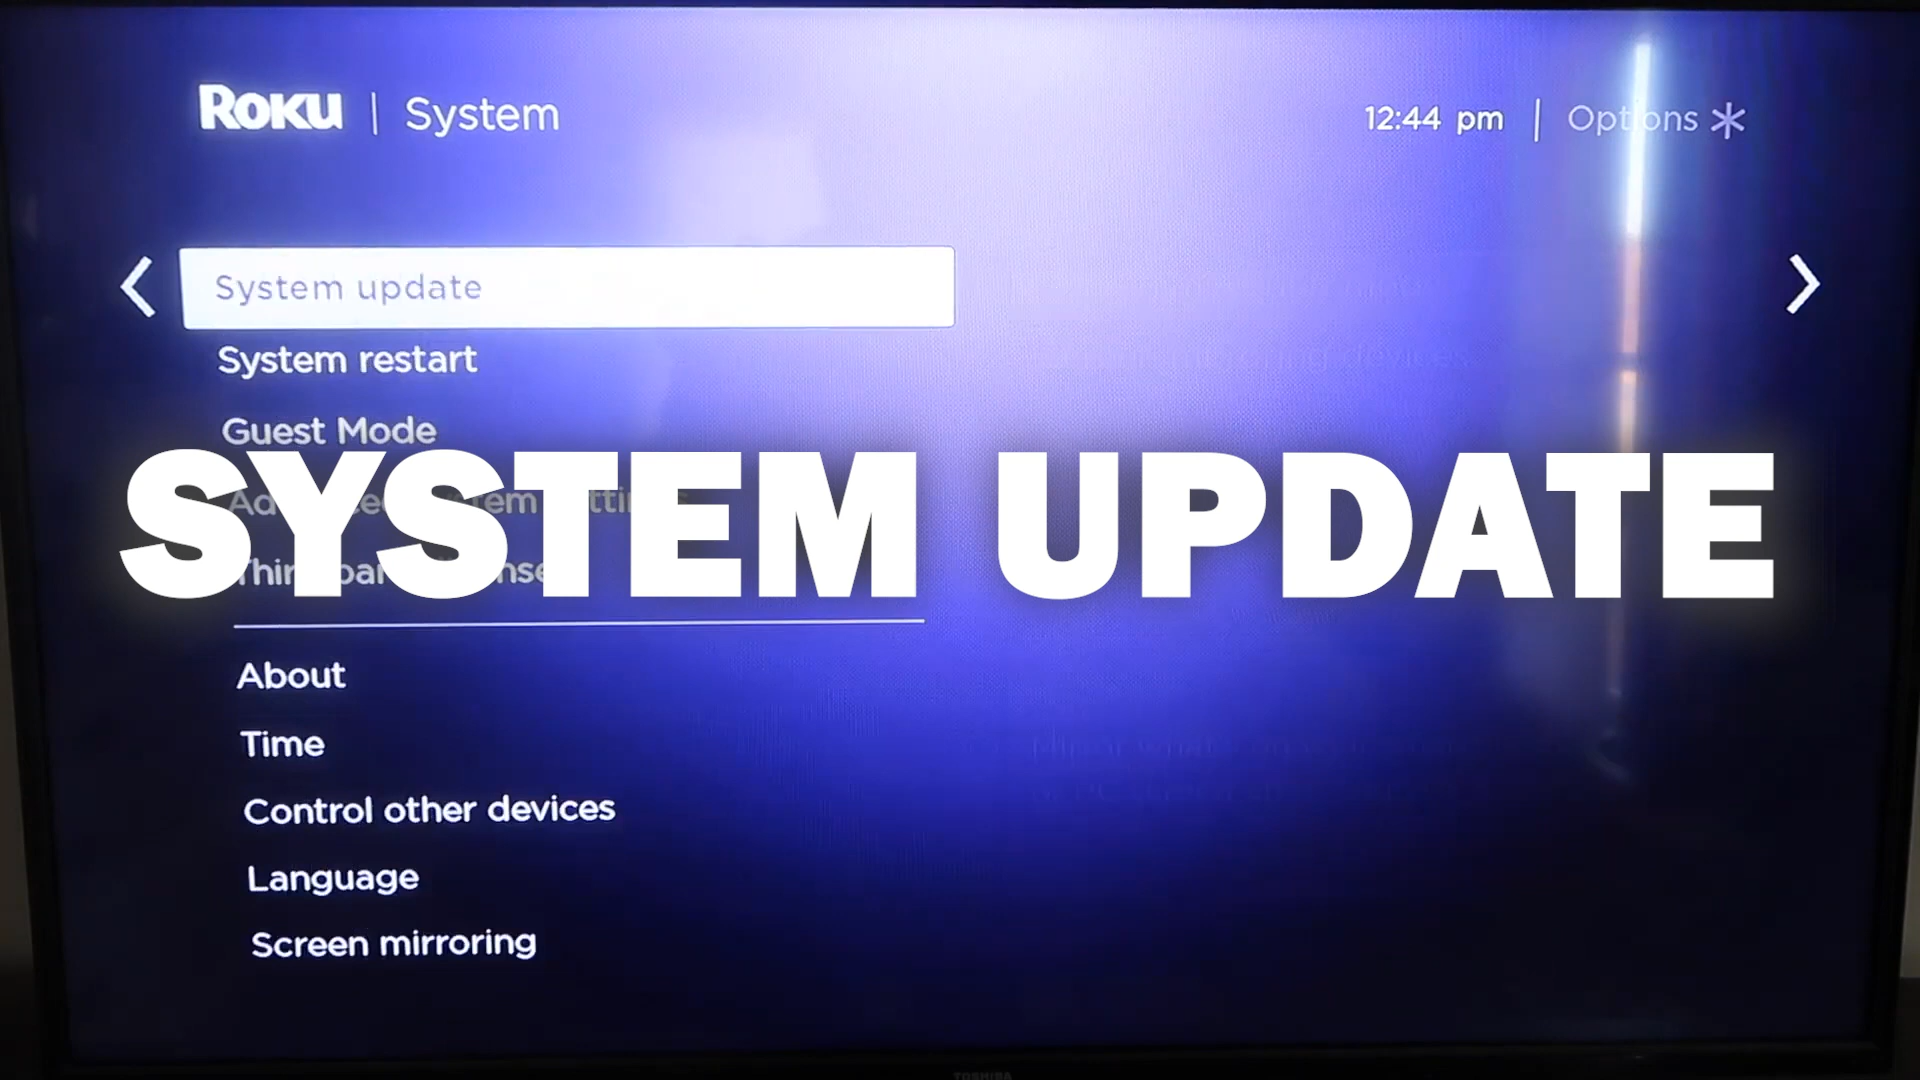 Roku | System
12:44 pm | Options
System update
System restart
Guest Mode
SYSTEM UPDATE
About
Time
Control other devices
Language
Screen mirroring
TOSHIBA